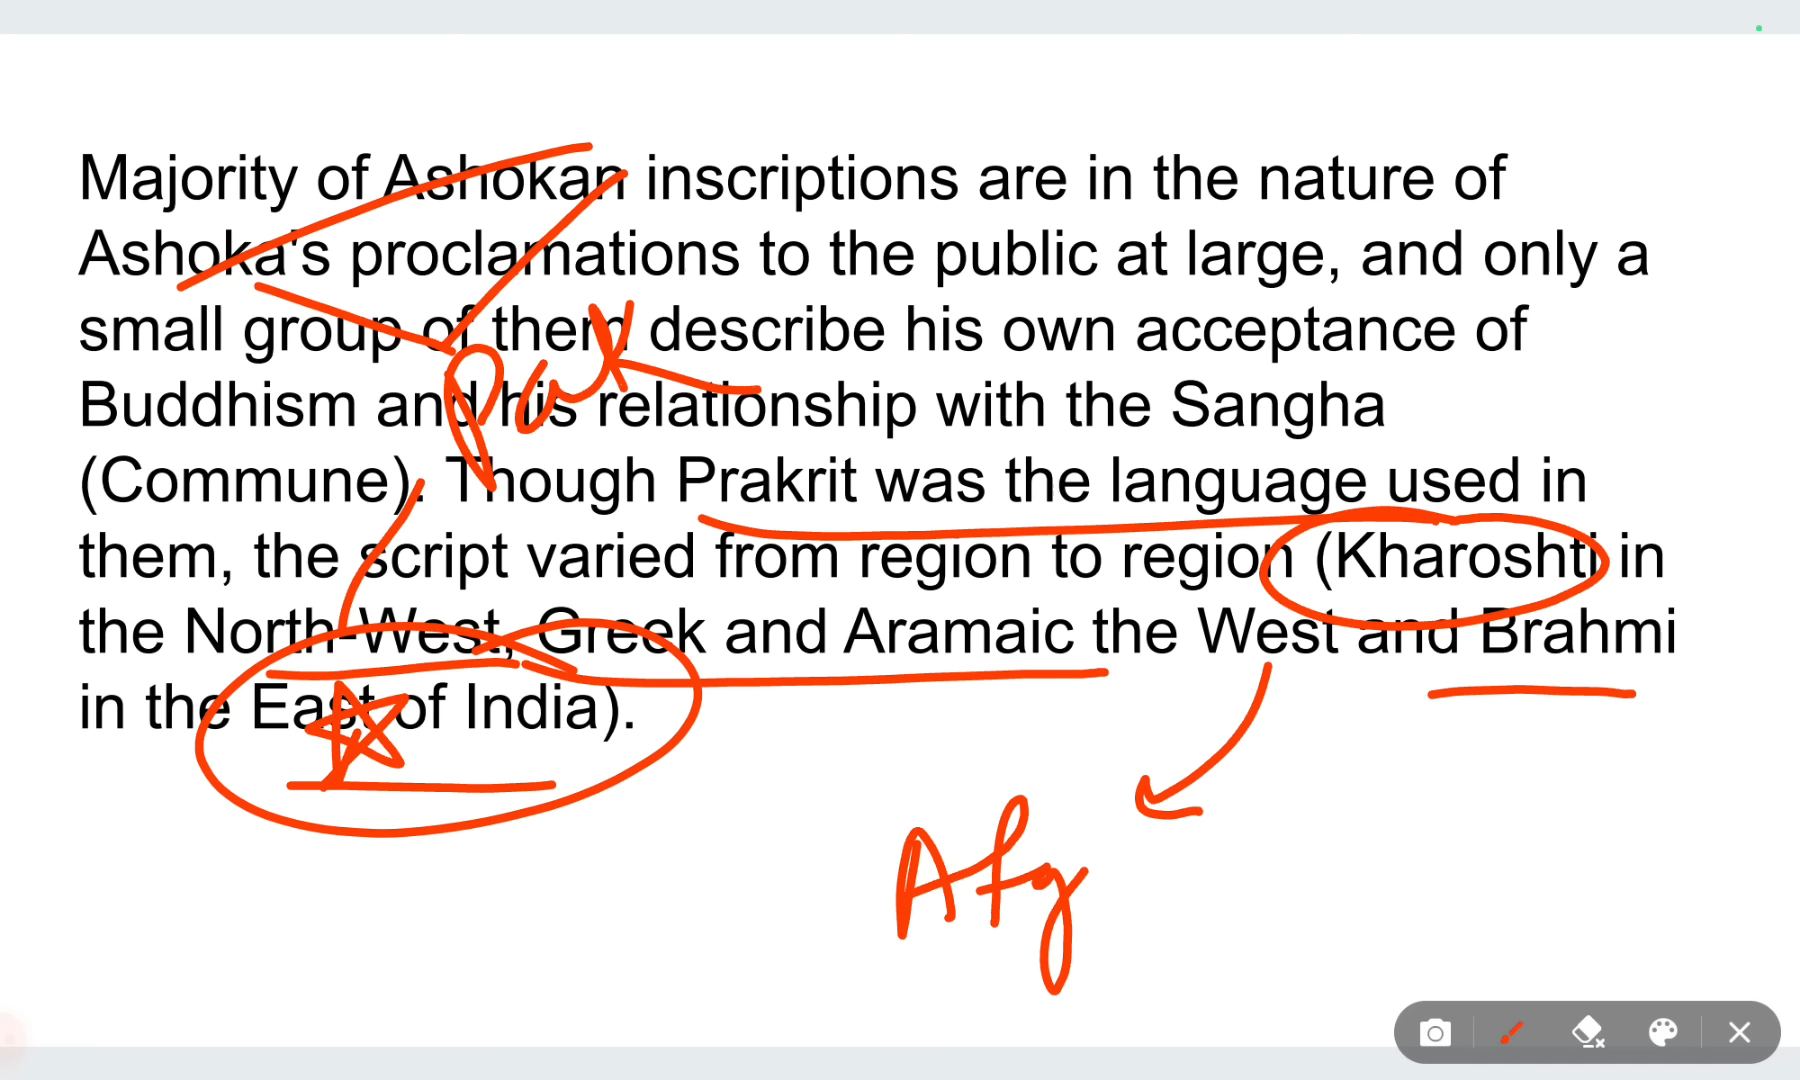 Majority of Ashokan inscriptions are in the nature of
Ashoka's proclamations to the public at large, and only a
small group of them describe his own acceptance of
Buddhism and his relationship with the Sangha
(Commune). Though Prakrit was the language used in
them, the script varied from region to region (Kharoshti in
the North-West, Greek and Aramaic the West and Brahmi
in the East of India).
Pak
Afg